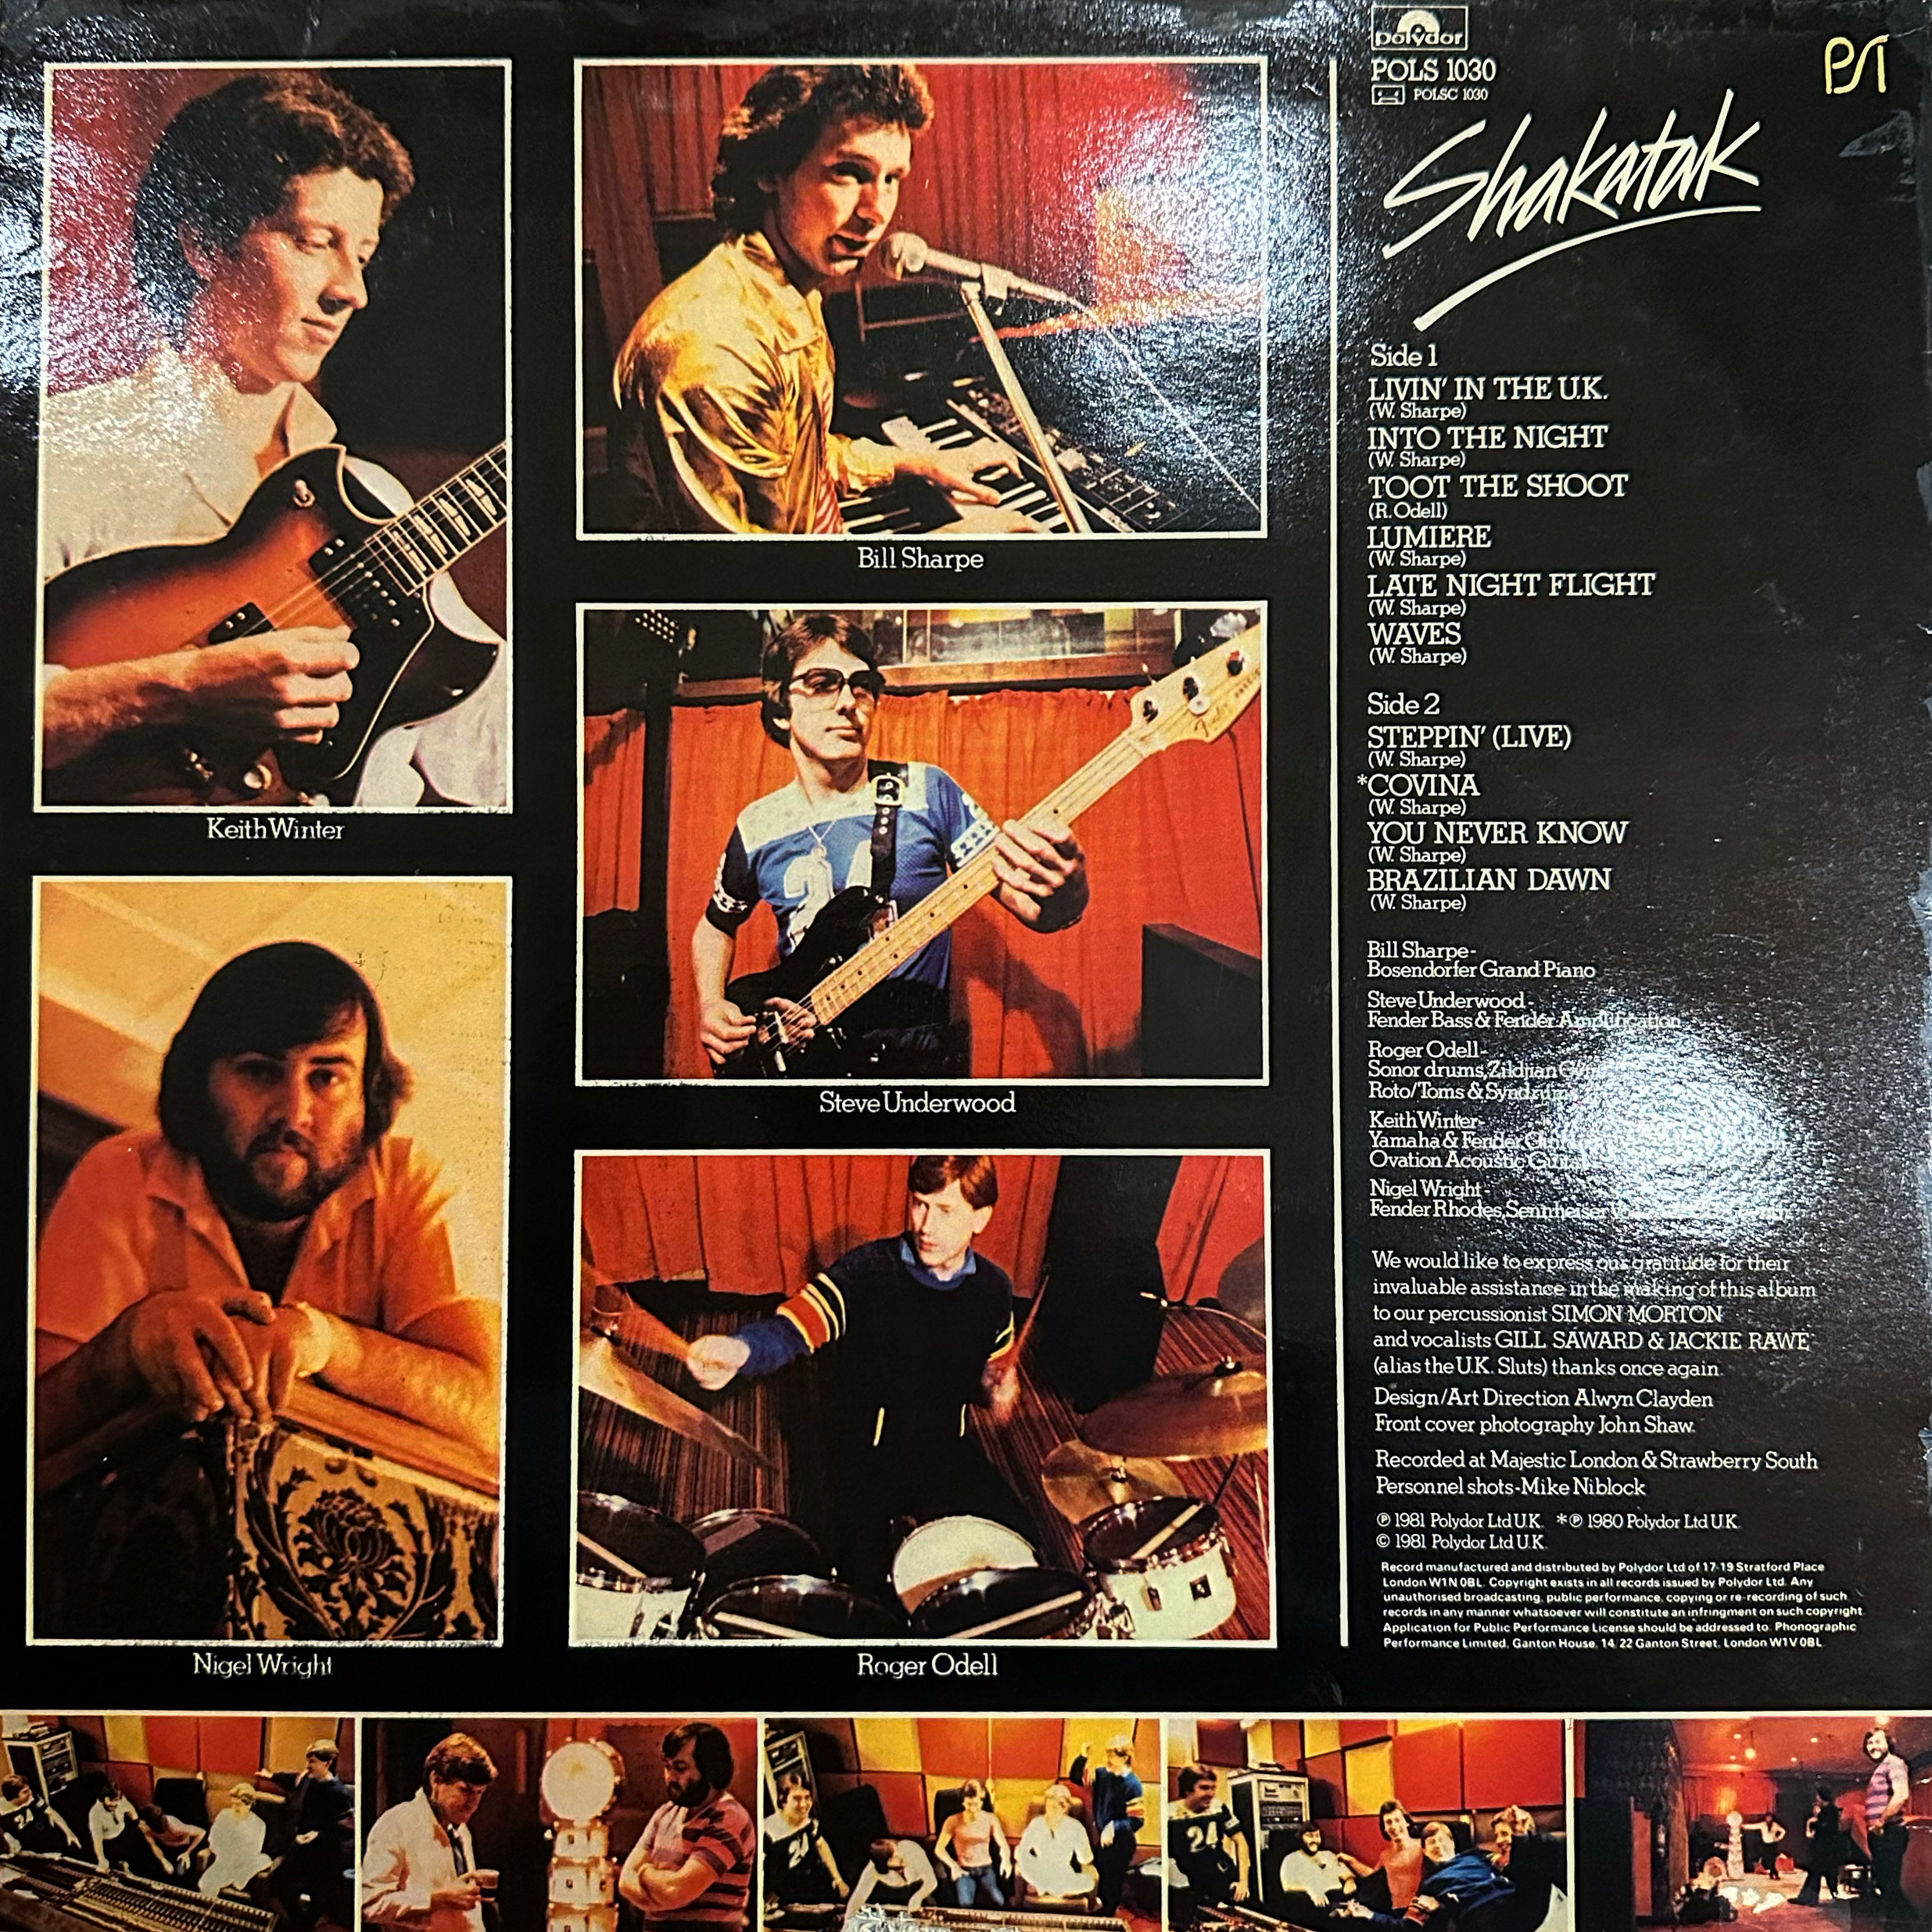 Keith Winter
Bill Sharpe
Steve Underwood
Nigel Wright
Roger Odell
24
24
24
Fender
polydor
POLS 1030
POLSC 1030
Shakatak
Side 1
LIVIN' IN THE U.K.
(W. Sharpe)
INTO THE NIGHT
(W. Sharpe)
TOOT THE SHOOT
(R. Odell)
LUMIERE
(W. Sharpe)
LATE NIGHT FLIGHT
(W. Sharpe)
WAVES
(W. Sharpe)
Side 2
STEPPIN' (LIVE)
(W. Sharpe)
*COVINA
(W. Sharpe)
YOU NEVER KNOW
(W. Sharpe)
BRAZILIAN DAWN
(W. Sharpe)
Bill Sharpe-
Bosendorfer Grand Piano
Steve Underwood-
Fender Bass & Fender Amplification
Roger Odell-
Sonor drums, Zildjian
Roto/Toms &
Keith Winter-
Yamaha & Fender
Ovation Acoustic
Nigel Wright-
Fender Rhodes, Sennheiser
We would like to express our gratitude for their
invaluable assistance in the making of this album
to our percussionist SIMON MORTON
and vocalists GILL SAWARD & JACKIE RAWE
(alias the U.K. Sluts) thanks once again.
Design/Art Direction Alwyn Clayden
Front cover photography John Shaw.
Recorded at Majestic London & Strawberry South
Personnel shots-Mike Niblock
℗ 1981 Polydor Ltd U.K. *℗ 1980 Polydor Ltd U.K.
© 1981 Polydor Ltd U.K.
Record manufactured and distributed by Polydor Ltd of 17-19 Stratford Place
London W1N 0BL. Copyright exists in all records issued by Polydor Ltd. Any
unauthorised broadcasting, public performance, copying or re-recording of such
records in any manner whatsoever will constitute an infringment on such copyright.
Application for Public Performance License should be addressed to: Phonographic
Performance Limited, Ganton House, 14/22 Ganton Street, London W1V 0BL